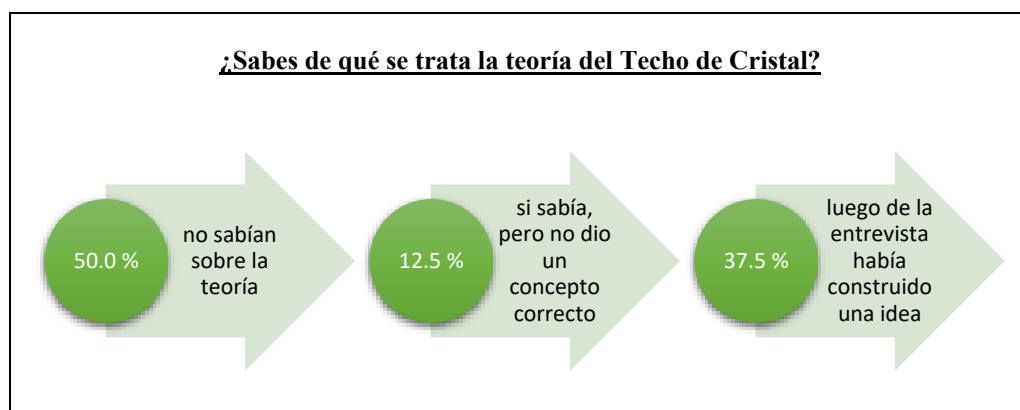 ¿Sabes de qué se trata la teoría del Techo de Cristal?
50.0 %
no sabían
sobre la
teoría
12.5 %
si sabía,
pero no dio
un
concepto
correcto
37.5 %
luego de la
entrevista
había
construido
una idea